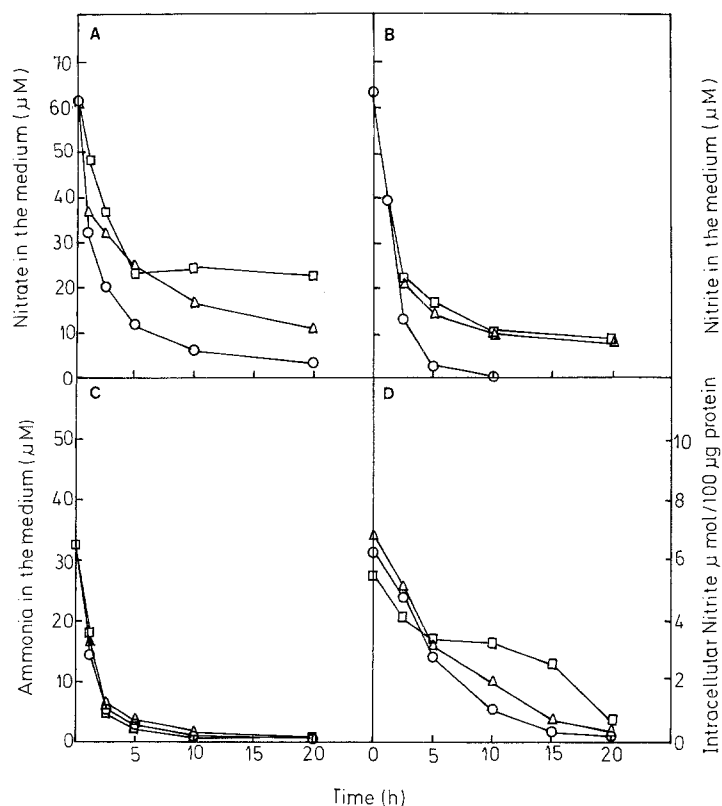 A
B
Nitrate in the medium (μM)
70
60
50
40
30
20
10
0
Nitrite in the medium (μM)
C
D
Ammonia in the medium (μM)
50
40
30
20
10
0
10
8
6
4
2
0
Intracellular Nitrite μ mol/100 μg protein
0 5 10 15 20 0 5 10 15 20
Time (h)